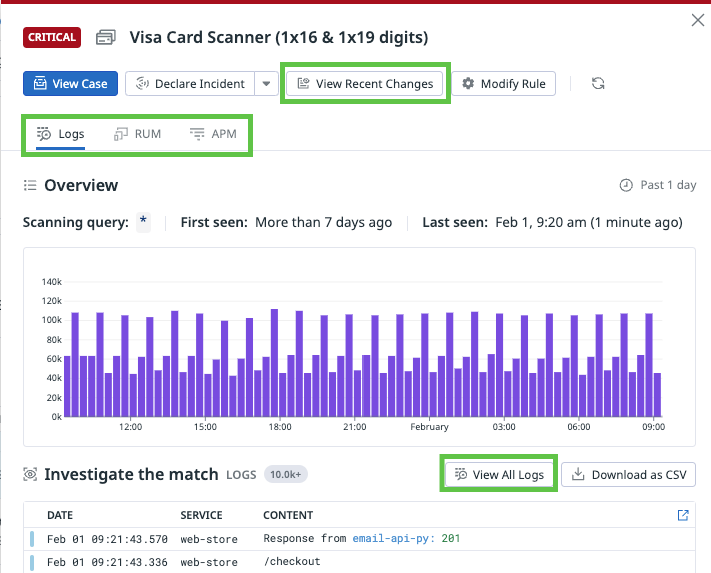 CRITICAL Visa Card Scanner (1x16 & 1x19 digits)
View Case Declare Incident View Recent Changes Modify Rule
Logs RUM APM
Overview Past 1 day
Scanning query: * First seen: More than 7 days ago Last seen: Feb 1, 9:20 am (1 minute ago)
140k
120k
100k
80k
60k
40k
20k
0k
12:00 15:00 18:00 21:00 February 03:00 06:00 09:00
Investigate the match LOGS 10.0k+ View All Logs Download as CSV
DATE SERVICE CONTENT
Feb 01 09:21:43.570 web-store Response from email-api-py: 201
Feb 01 09:21:43.336 web-store /checkout